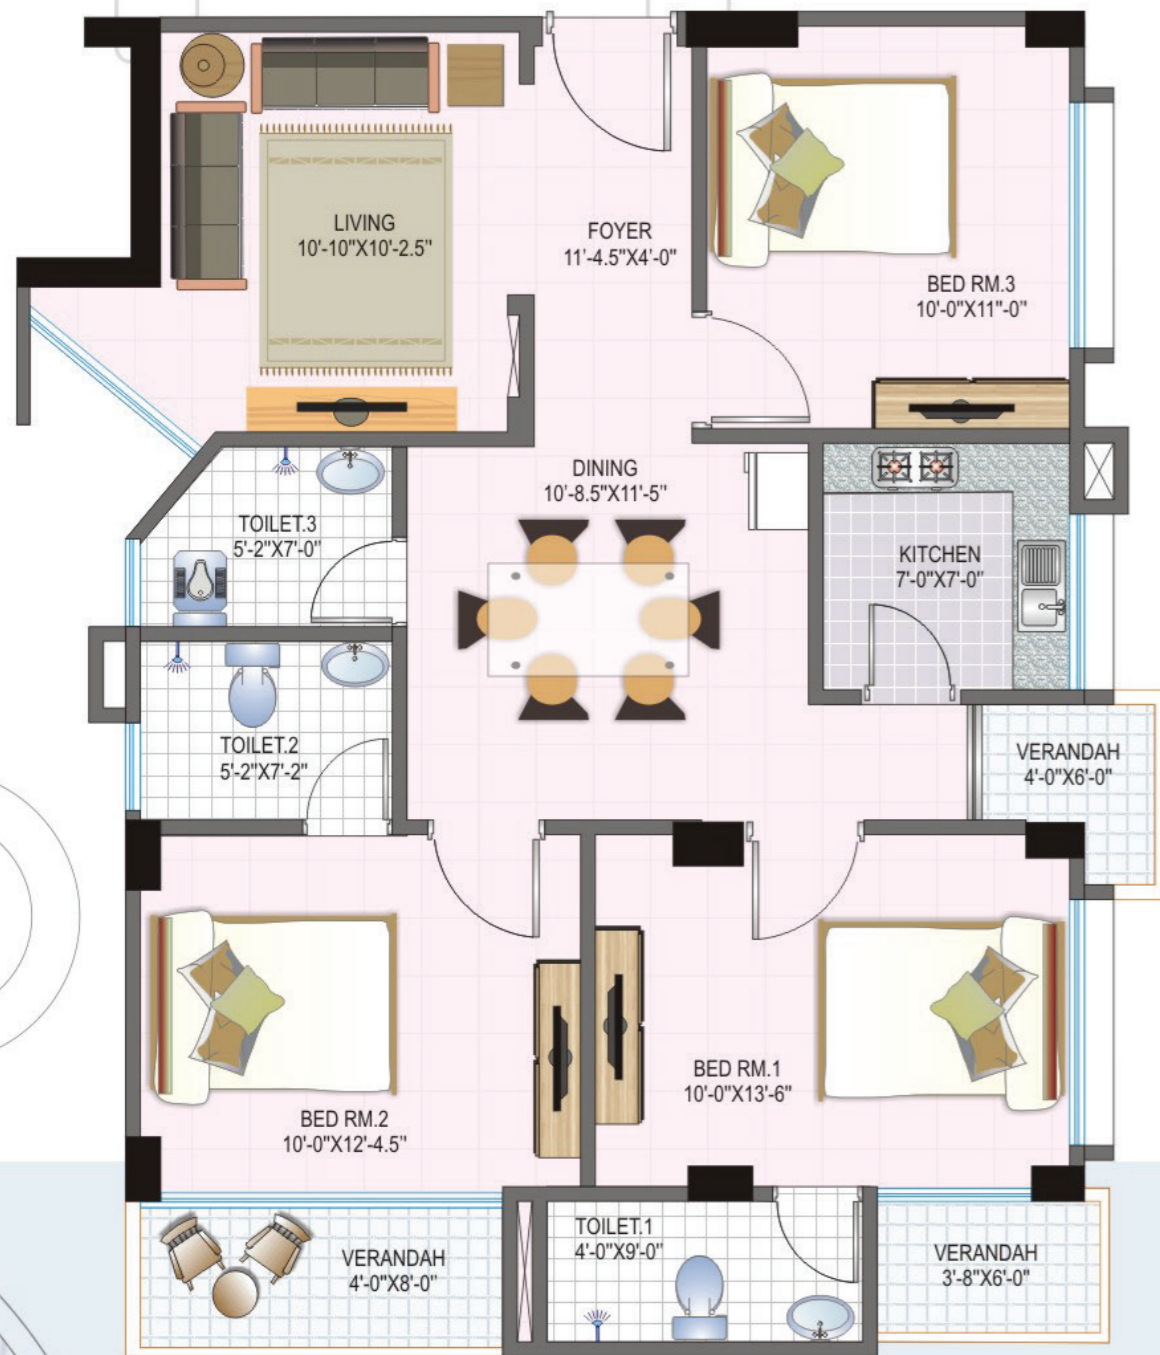 LIVING
10'-10"X10'-2.5"
FOYER
11'-4.5"X4'-0"
BED RM.3
10'-0"X11"-0"
DINING
10'-8.5"X11'-5"
TOILET.3
5'-2"X7'-0"
KITCHEN
7'-0"X7'-0"
TOILET.2
5'-2"X7'-2"
VERANDAH
4'-0"X6'-0"
BED RM.1
10'-0"X13'-6"
BED RM.2
10'-0"X12'-4.5"
TOILET.1
4'-0"X9'-0"
VERANDAH
4'-0"X8'-0"
VERANDAH
3'-8"X6'-0"